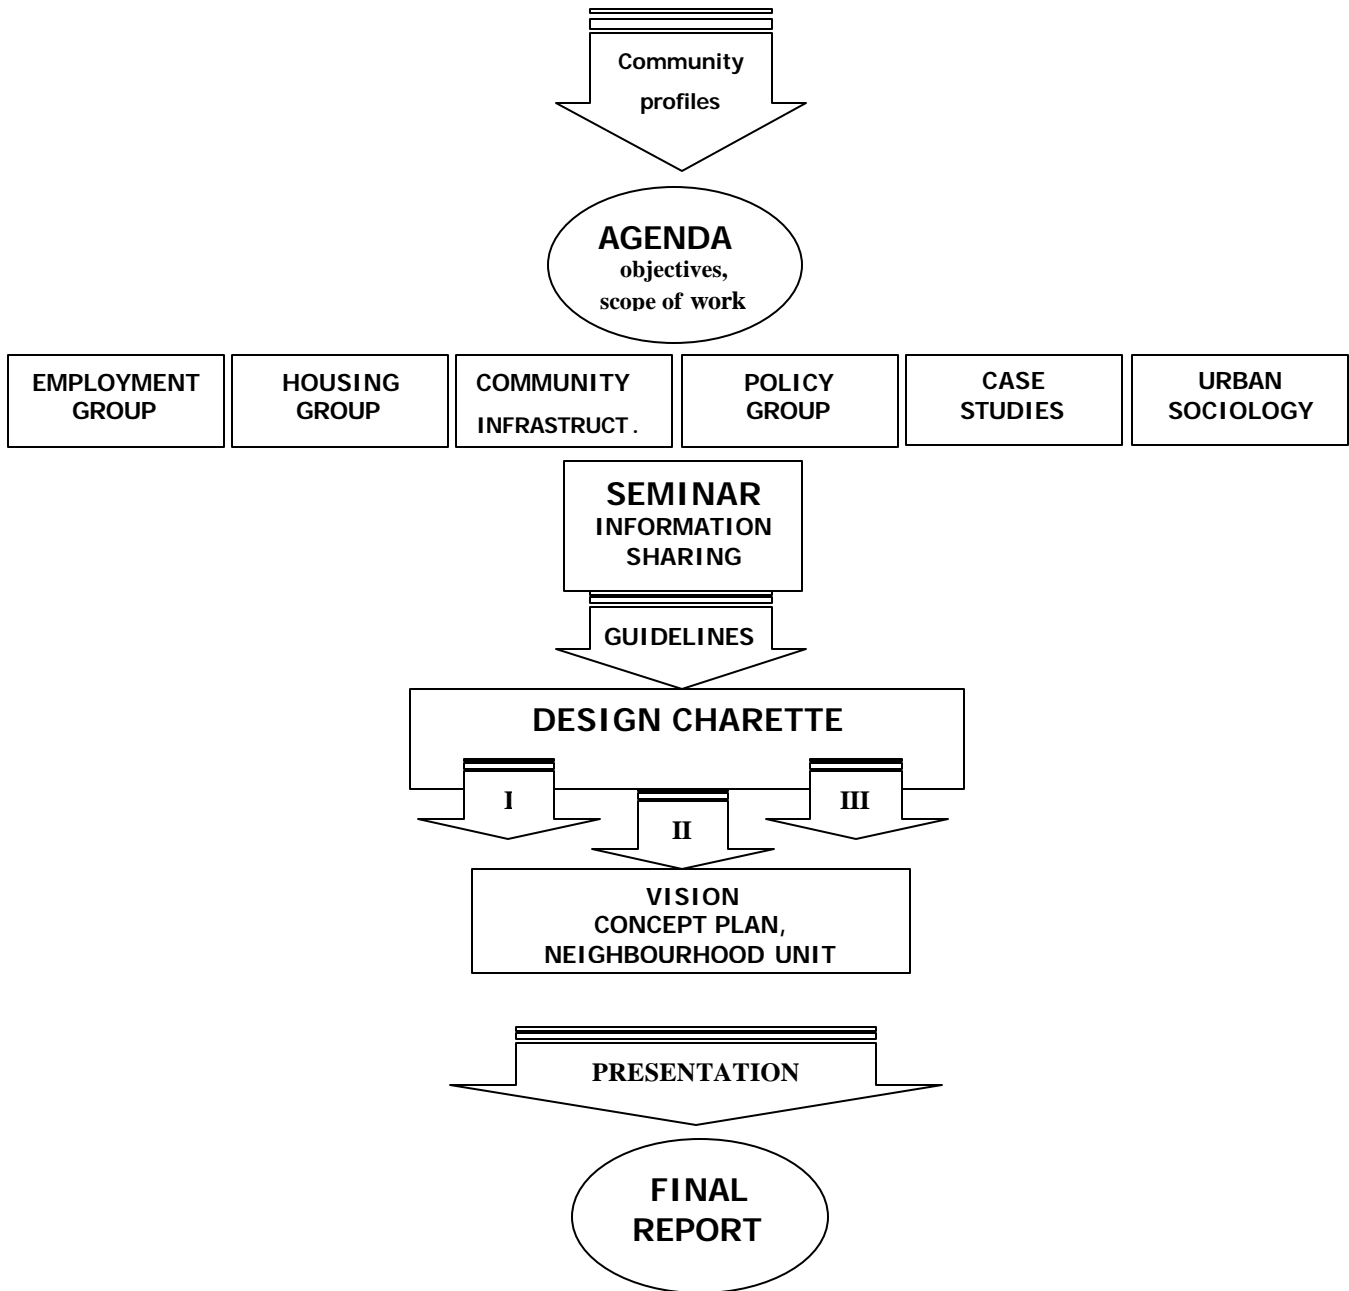 Community
profiles
AGENDA
objectives,
scope of work
EMPLOYMENT
GROUP
HOUSING
GROUP
COMMUNITY
INFRASTRUCT.
POLICY
GROUP
CASE
STUDIES
URBAN
SOCIOLOGY
SEMINAR
INFORMATION
SHARING
GUIDELINES
DESIGN CHARETTE
I
II
III
VISION
CONCEPT PLAN,
NEIGHBOURHOOD UNIT
PRESENTATION
FINAL
REPORT